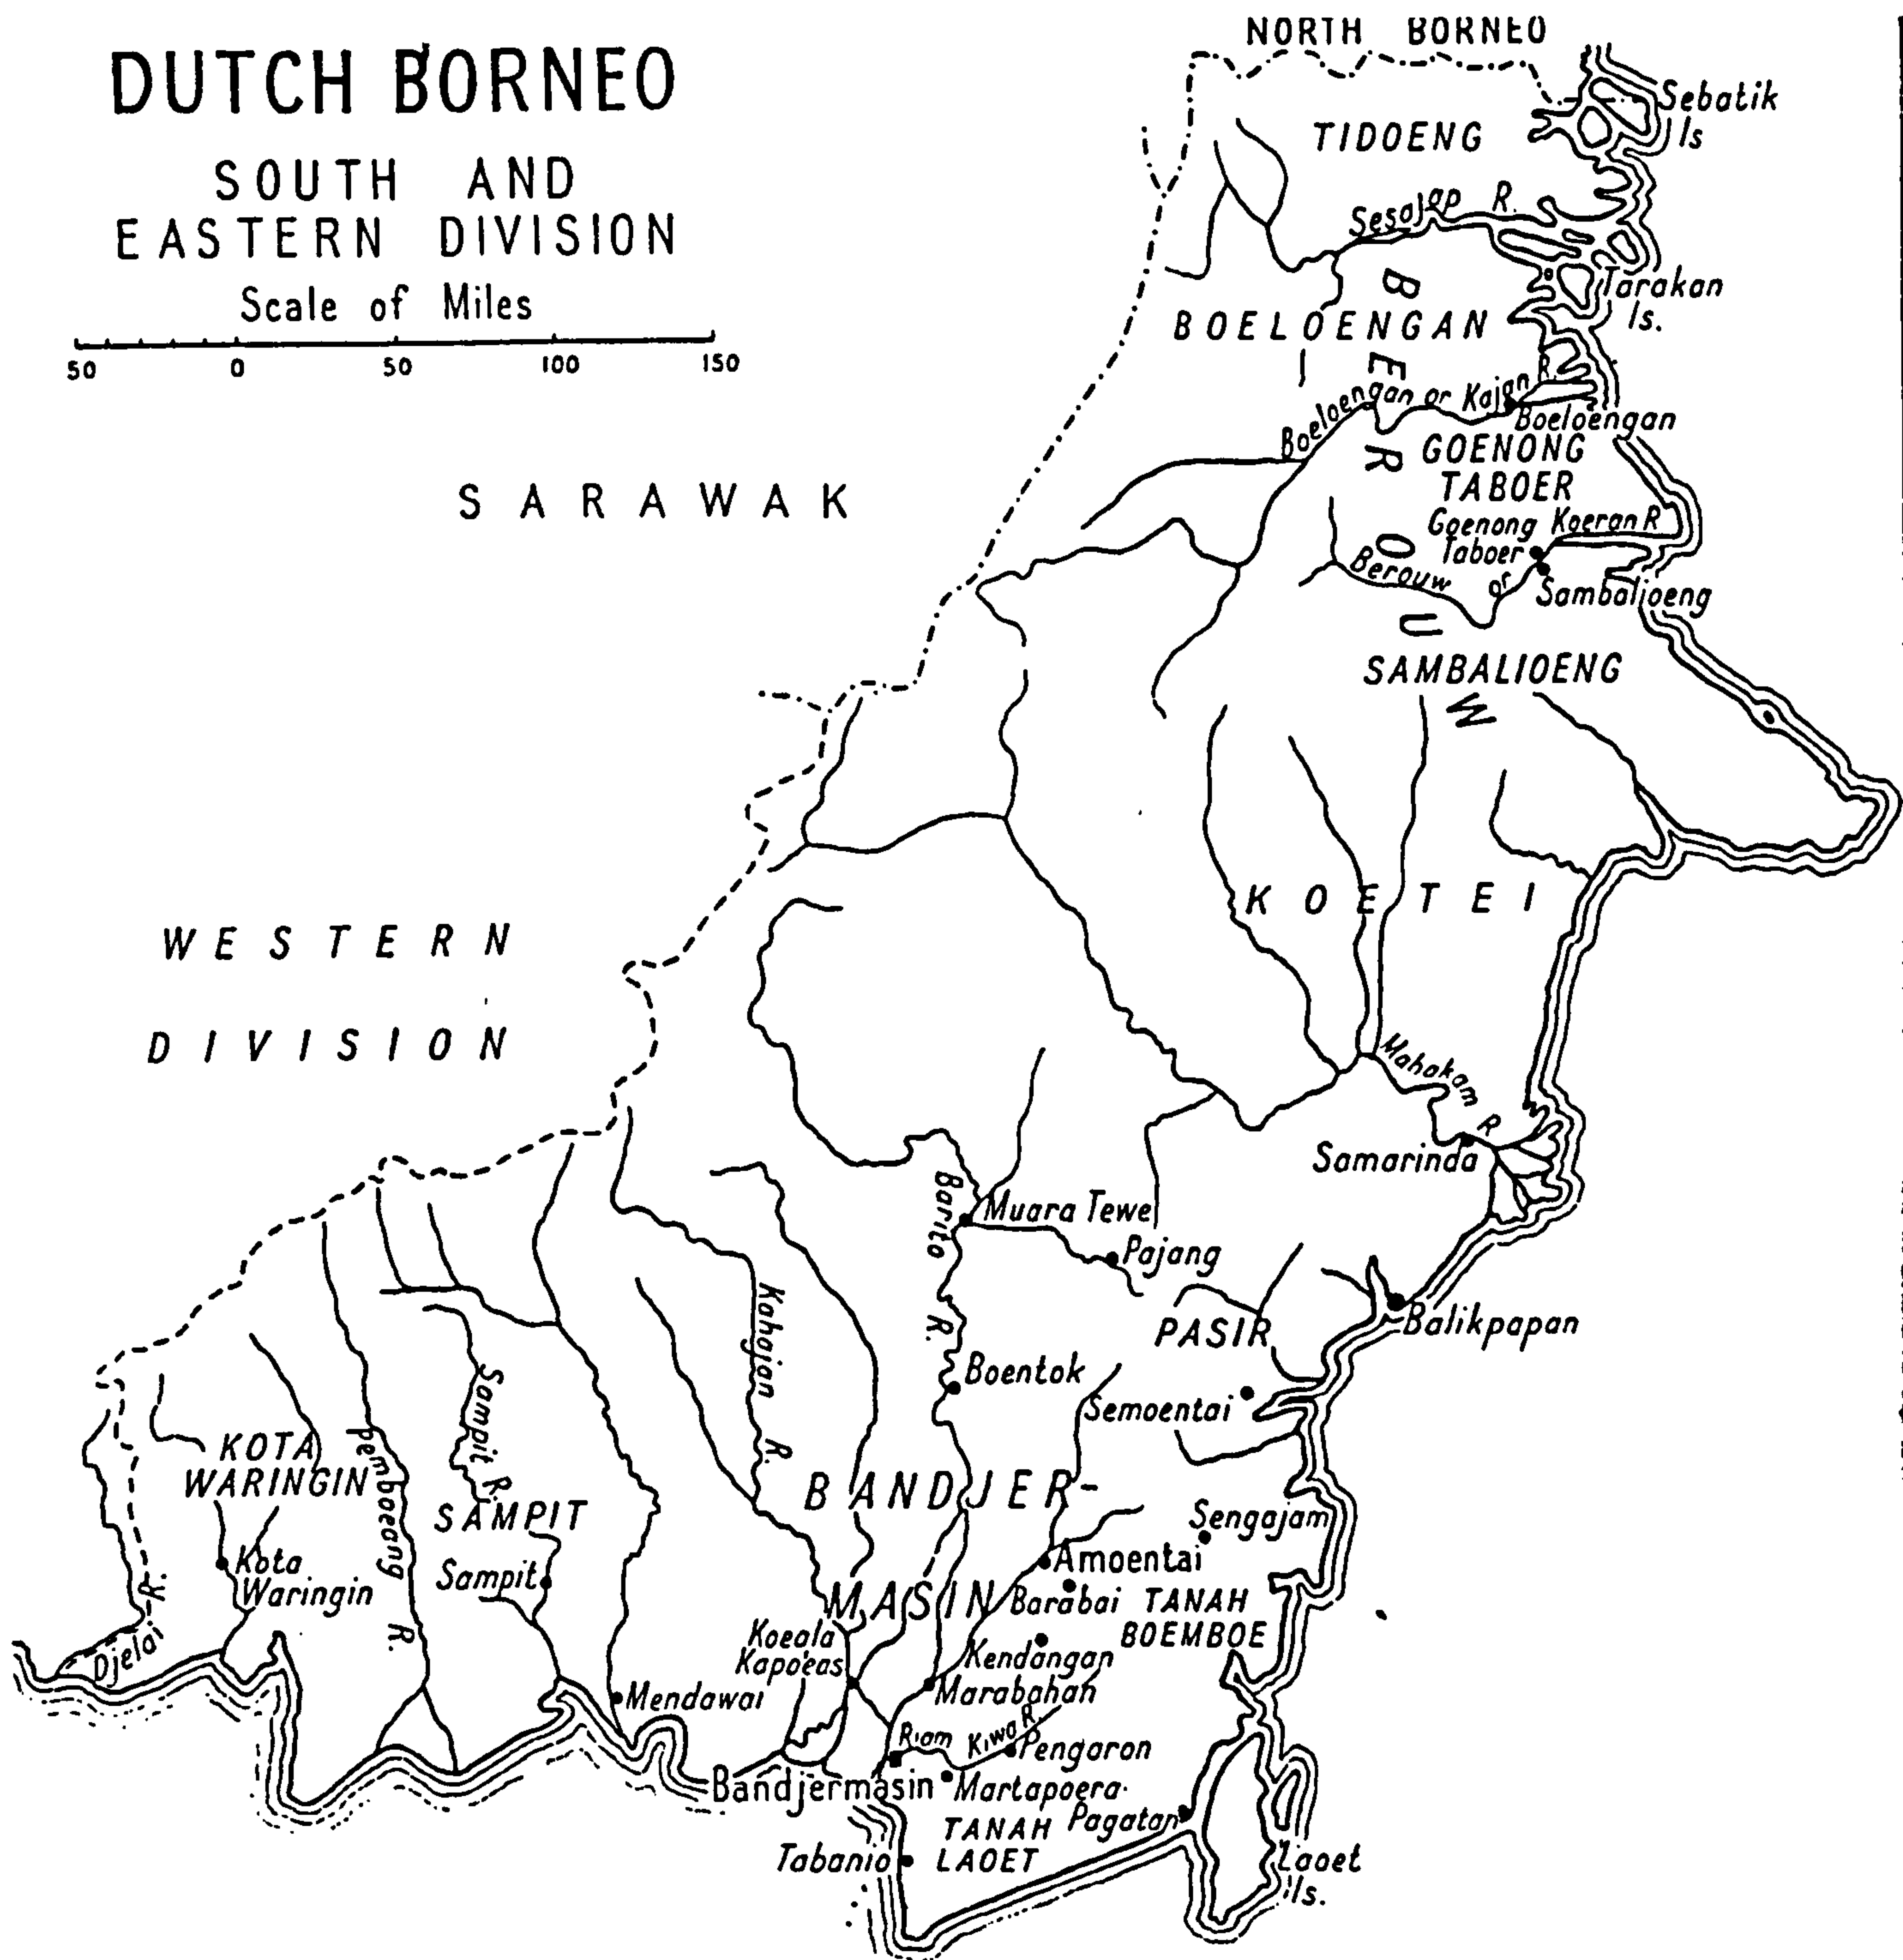 DUTCH BORNEO
SOUTH AND
EASTERN DIVISION
Scale of Miles
50 0 50 100 150
NORTH BORNEO
Sebatik
Is
TIDOENG
Sesajap R.
Tarakan
Is.
BOELOENGAN
BEROUW
Boeloengan or Kajan R.
Boeloengan
SARAWAK
GOENONG
TABOER
Goenong
Taboer
Berouw or Koeran R
Sambalioeng
SAMBALIOENG
KOETEI
WESTERN
DIVISION
Mahakam R
Samarinda
Barito R.
Muara Tewe
Pajang
Balikpapan
PASIR
Kahajan R.
Boentok
Semoentai
Sampit R.
KOTA
WARINGIN
Pemboeang R.
BANDJER-
MASIN
SAMPIT
Sengajam
Kota
Waringin
Sampit
Amoentai
Barabai
TANAH
BOEMBOE
Koeala
Kapoeas
Kendangan
Djelai R.
Mendawai
Marabahan
Riam Kiwa R.
Pengaron
Bandjermasin
Martapoera
TANAH
LAOET
Pagatan
Tabanio
Laoet
Is.